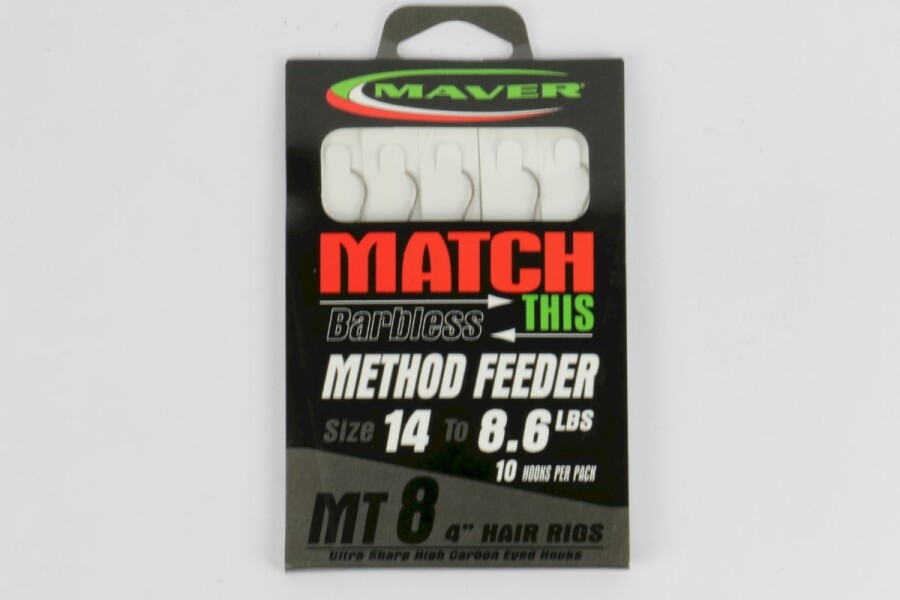 MAVER®
MATCH
THIS
Barbless
METHOD FEEDER
Size 14 To 8.6 LBS
10 HOOKS PER PACK
MT 8 4" HAIR RIGS
Ultra Sharp High Carbon Eyed Hooks